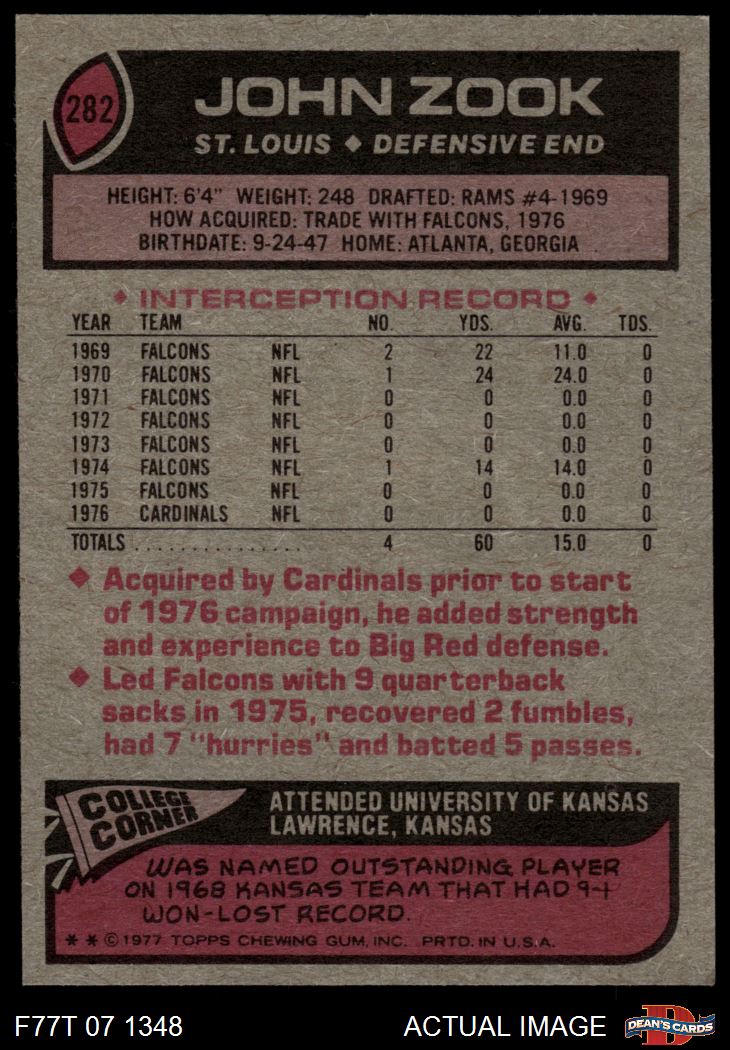 282
JOHN ZOOK
ST. LOUIS ◆ DEFENSIVE END
HEIGHT: 6'4" WEIGHT: 248 DRAFTED: RAMS #4-1969
HOW ACQUIRED: TRADE WITH FALCONS, 1976
BIRTHDATE: 9-24-47 HOME: ATLANTA, GEORGIA
◆ INTERCEPTION RECORD ◆
YEAR TEAM NO. YDS. AVG. TDS.
1969 FALCONS NFL 2 22 11.0 0
1970 FALCONS NFL 1 24 24.0 0
1971 FALCONS NFL 0 0 0.0 0
1972 FALCONS NFL 0 0 0.0 0
1973 FALCONS NFL 0 0 0.0 0
1974 FALCONS NFL 1 14 14.0 0
1975 FALCONS NFL 0 0 0.0 0
1976 CARDINALS NFL 0 0 0.0 0
TOTALS ................ 4 60 15.0 0
◆ Acquired by Cardinals prior to start
of 1976 campaign, he added strength
and experience to Big Red defense.
◆ Led Falcons with 9 quarterback
sacks in 1975, recovered 2 fumbles,
had 7 "hurries" and batted 5 passes.
COLLEGE
CORNER
ATTENDED UNIVERSITY OF KANSAS
LAWRENCE, KANSAS
WAS NAMED OUTSTANDING PLAYER
ON 1968 KANSAS TEAM THAT HAD 9-1
WON-LOST RECORD.
* * © 1977 TOPPS CHEWING GUM, INC. PRTD. IN U.S.A.
F77T 07 1348 ACTUAL IMAGE
D
DEAN'S CARDS